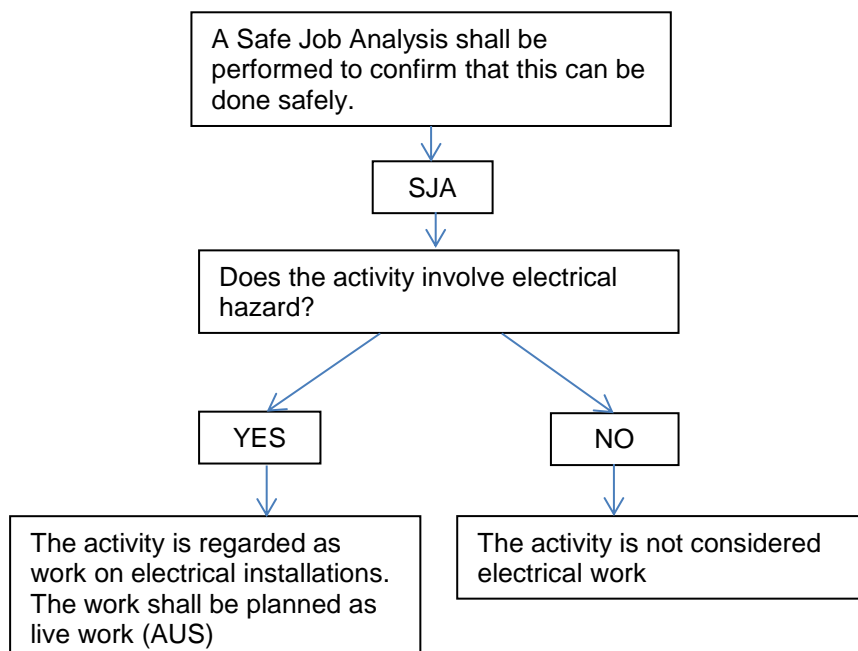 A Safe Job Analysis shall be
performed to confirm that this can be
done safely.
SJA
Does the activity involve electrical
hazard?
YES
NO
The activity is regarded as
work on electrical installations.
The work shall be planned as
live work (AUS)
The activity is not considered
electrical work